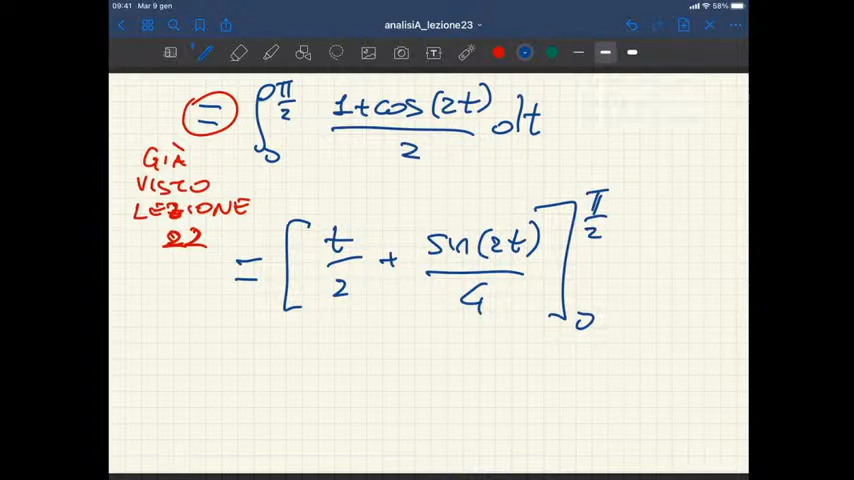 09:41 Mar 9 gen
58%
analisiA_lezione23
= ∫₀^(π/2) (1+cos(2t))/2 dt
GIÀ
VISTO
LEZIONE
22
= [ t/2 + sin(2t)/4 ]₀^(π/2)